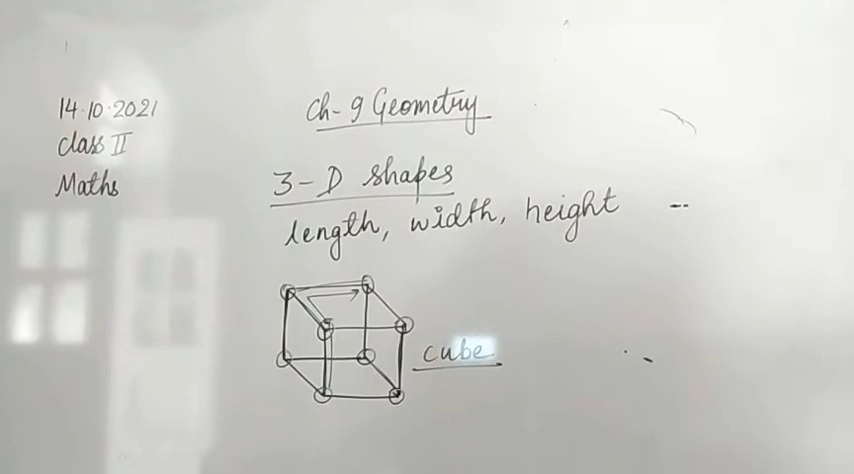 14.10.2021
Class II
Maths
Ch-9 Geometry
3-D shapes
length, width, height
cube